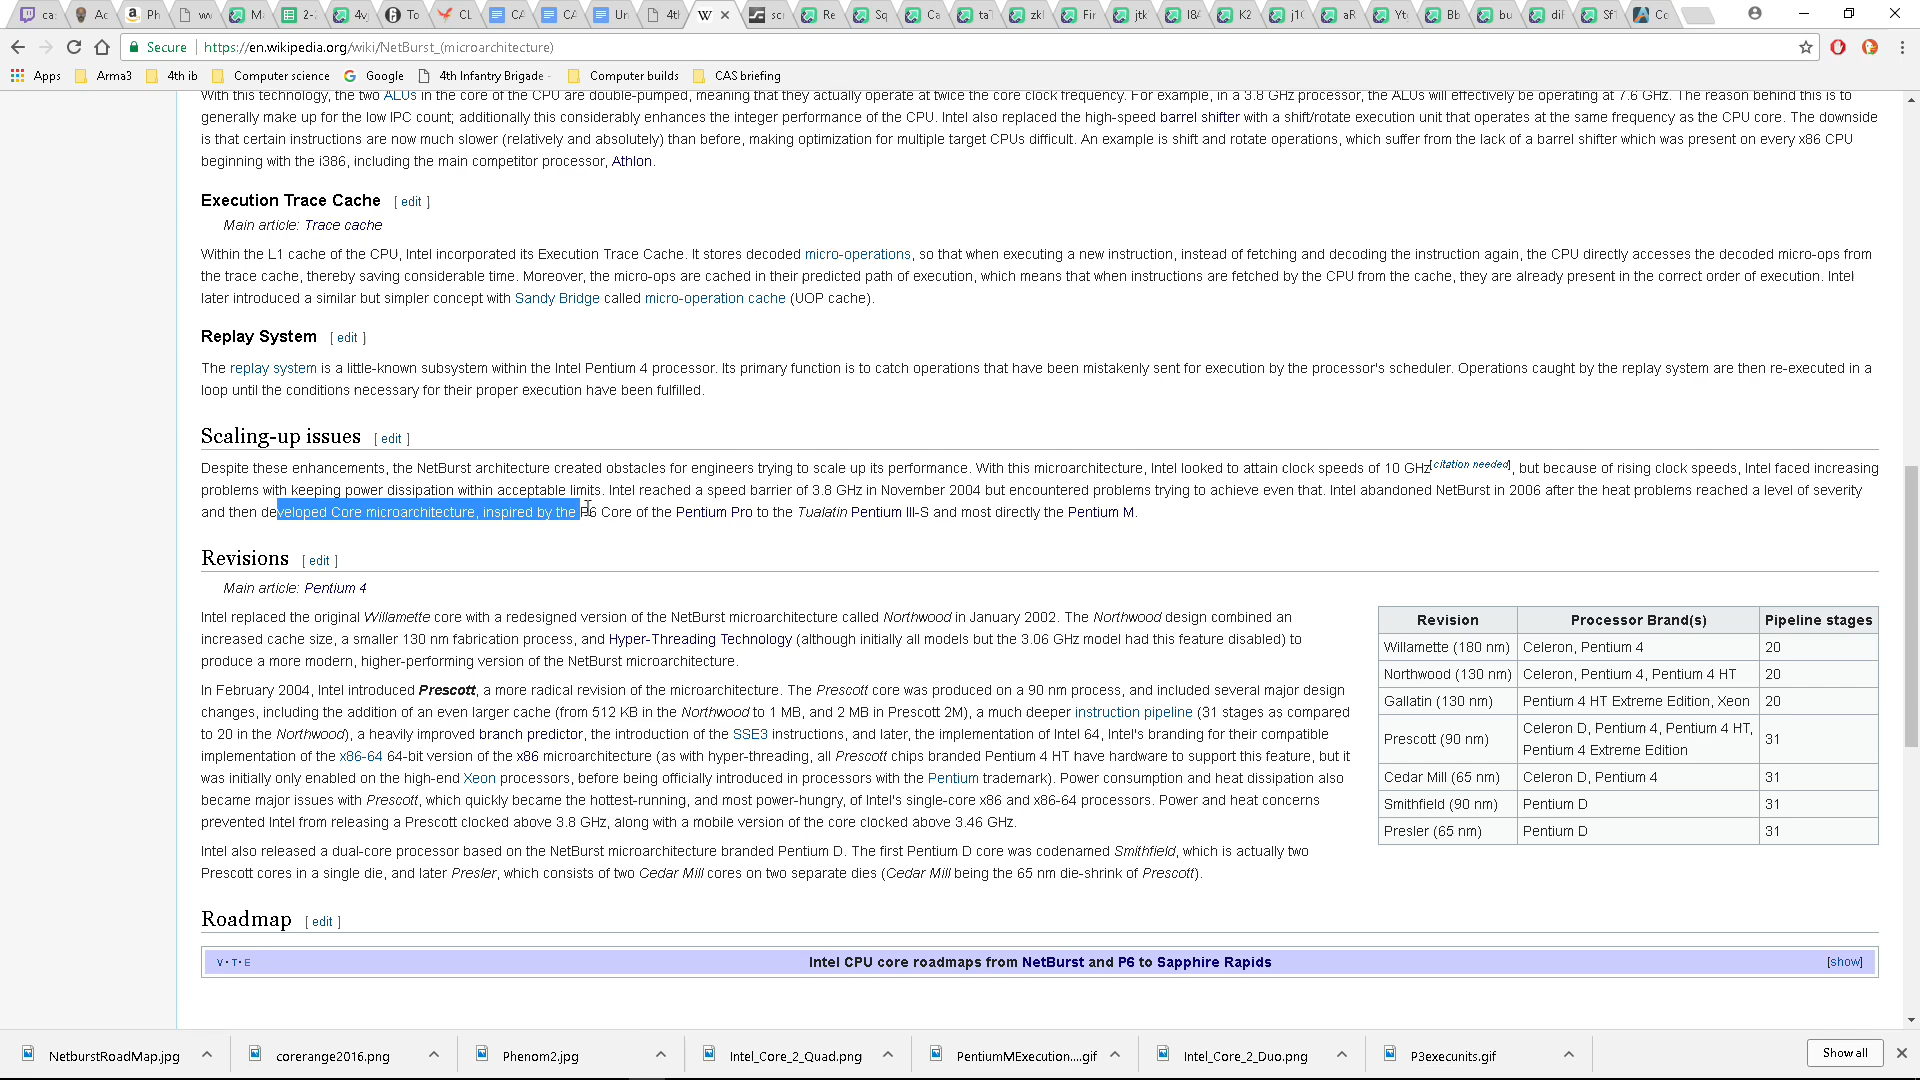 ca Ac Ph ww M 2- 4v To CL CA CA Un 4th W sc Re Sq Ca ta zk Fir jtk I8A K2 j1( aR Yt Bb bu dif Sf1 Co
Secure https://en.wikipedia.org/wiki/NetBurst_(microarchitecture)
Apps Arma3 4th ib Computer science Google 4th Infantry Brigade - Computer builds CAS briefing
With this technology, the two ALUs in the core of the CPU are double-pumped, meaning that they actually operate at twice the core clock frequency. For example, in a 3.8 GHz processor, the ALUs will effectively be operating at 7.6 GHz. The reason behind this is to
generally make up for the low IPC count; additionally this considerably enhances the integer performance of the CPU. Intel also replaced the high-speed barrel shifter with a shift/rotate execution unit that operates at the same frequency as the CPU core. The downside
is that certain instructions are now much slower (relatively and absolutely) than before, making optimization for multiple target CPUs difficult. An example is shift and rotate operations, which suffer from the lack of a barrel shifter which was present on every x86 CPU
beginning with the i386, including the main competitor processor, Athlon.
Execution Trace Cache [ edit ]
Main article: Trace cache
Within the L1 cache of the CPU, Intel incorporated its Execution Trace Cache. It stores decoded micro-operations, so that when executing a new instruction, instead of fetching and decoding the instruction again, the CPU directly accesses the decoded micro-ops from
the trace cache, thereby saving considerable time. Moreover, the micro-ops are cached in their predicted path of execution, which means that when instructions are fetched by the CPU from the cache, they are already present in the correct order of execution. Intel
later introduced a similar but simpler concept with Sandy Bridge called micro-operation cache (UOP cache).
Replay System [ edit ]
The replay system is a little-known subsystem within the Intel Pentium 4 processor. Its primary function is to catch operations that have been mistakenly sent for execution by the processor's scheduler. Operations caught by the replay system are then re-executed in a
loop until the conditions necessary for their proper execution have been fulfilled.
Scaling-up issues [ edit ]
Despite these enhancements, the NetBurst architecture created obstacles for engineers trying to scale up its performance. With this microarchitecture, Intel looked to attain clock speeds of 10 GHz[citation needed], but because of rising clock speeds, Intel faced increasing
problems with keeping power dissipation within acceptable limits. Intel reached a speed barrier of 3.8 GHz in November 2004 but encountered problems trying to achieve even that. Intel abandoned NetBurst in 2006 after the heat problems reached a level of severity
and then developed Core microarchitecture, inspired by the P6 Core of the Pentium Pro to the Tualatin Pentium III-S and most directly the Pentium M.
Revisions [ edit ]
Main article: Pentium 4
Intel replaced the original Willamette core with a redesigned version of the NetBurst microarchitecture called Northwood in January 2002. The Northwood design combined an
increased cache size, a smaller 130 nm fabrication process, and Hyper-Threading Technology (although initially all models but the 3.06 GHz model had this feature disabled) to
produce a more modern, higher-performing version of the NetBurst microarchitecture.
In February 2004, Intel introduced Prescott, a more radical revision of the microarchitecture. The Prescott core was produced on a 90 nm process, and included several major design
changes, including the addition of an even larger cache (from 512 KB in the Northwood to 1 MB, and 2 MB in Prescott 2M), a much deeper instruction pipeline (31 stages as compared
to 20 in the Northwood), a heavily improved branch predictor, the introduction of SSE3 instructions, and later, the implementation of Intel 64, Intel's branding for their compatible
implementation of the x86-64 64-bit version of the x86 microarchitecture (as with hyper-threading, all Prescott chips branded Pentium 4 HT have hardware to support this feature, but it
was initially only enabled on the high-end Xeon processors, before being officially introduced in processors with the Pentium trademark). Power consumption and heat dissipation also
became major issues with Prescott, which quickly became the hottest-running, and most power-hungry, of Intel's single-core x86 and x86-64 processors. Power and heat concerns
prevented Intel from releasing a Prescott clocked above 3.8 GHz, along with a mobile version of the core clocked above 3.46 GHz.
Intel also released a dual-core processor based on the NetBurst microarchitecture branded Pentium D. The first Pentium D core was codenamed Smithfield, which is actually two
Prescott cores in a single die, and later Presler, which consists of two Cedar Mill cores on two separate dies (Cedar Mill being the 65 nm die-shrink of Prescott).
Revision Processor Brand(s) Pipeline stages
Willamette (180 nm) Celeron, Pentium 4 20
Northwood (130 nm) Celeron, Pentium 4, Pentium 4 HT 20
Gallatin (130 nm) Pentium 4 HT Extreme Edition, Xeon 20
Prescott (90 nm) Celeron D, Pentium 4, Pentium 4 HT, 31
Pentium 4 Extreme Edition
Cedar Mill (65 nm) Celeron D, Pentium 4 31
Smithfield (90 nm) Pentium D 31
Presler (65 nm) Pentium D 31
Roadmap [ edit ]
V · T · E Intel CPU core roadmaps from NetBurst and P6 to Sapphire Rapids [show]
NetburstRoadMap.jpg corerange2016.png Phenom2.jpg Intel_Core_2_Quad.png PentiumMExecution....gif Intel_Core_2_Duo.png P3execunits.gif Show all